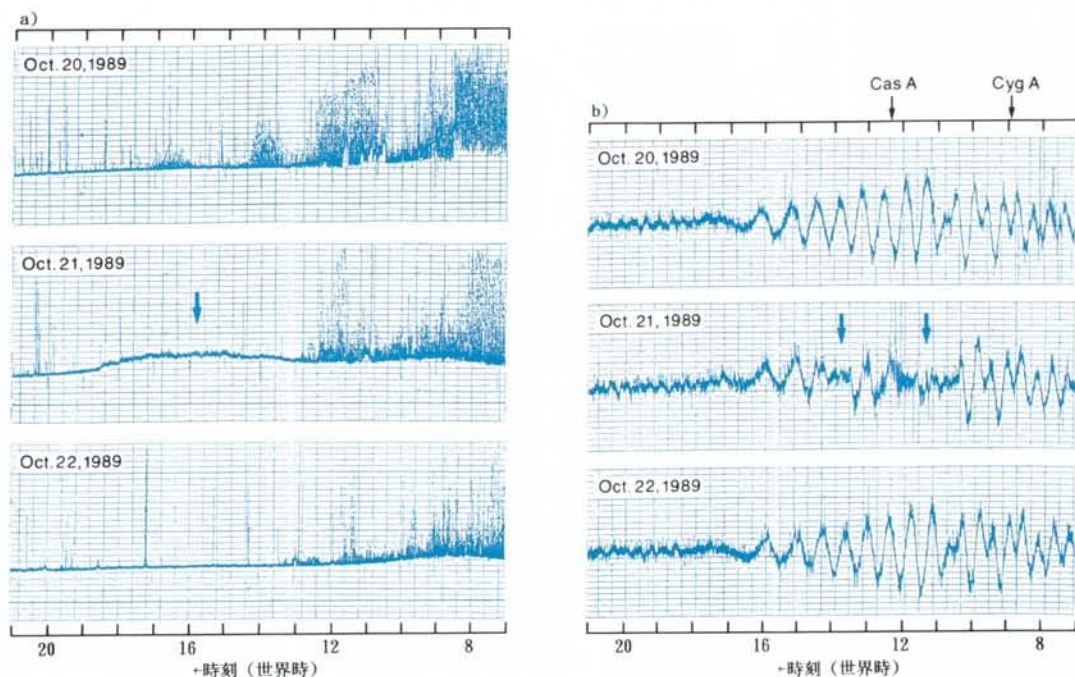 a)
Oct. 20, 1989
Oct. 21, 1989
Oct. 22, 1989
20 16 12 8
←時刻（世界時）
Cas A Cyg A
b)
Oct. 20, 1989
Oct. 21, 1989
Oct. 22, 1989
20 16 12 8
←時刻（世界時）